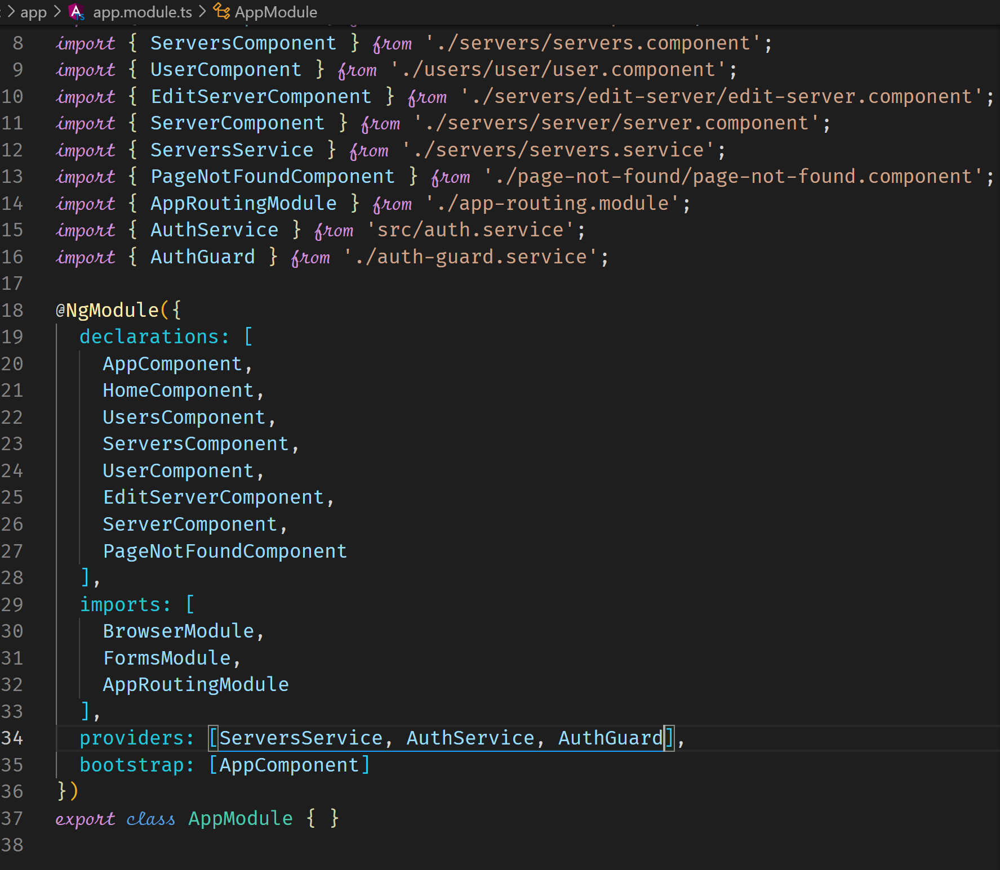 app > app.module.ts > AppModule
8 import { ServersComponent } from './servers/servers.component';
9 import { UserComponent } from './users/user/user.component';
10 import { EditServerComponent } from './servers/edit-server/edit-server.component';
11 import { ServerComponent } from './servers/server/server.component';
12 import { ServersService } from './servers/servers.service';
13 import { PageNotFoundComponent } from './page-not-found/page-not-found.component';
14 import { AppRoutingModule } from './app-routing.module';
15 import { AuthService } from 'src/auth.service';
16 import { AuthGuard } from './auth-guard.service';
17
18 @NgModule({
19   declarations: [
20     AppComponent,
21     HomeComponent,
22     UsersComponent,
23     ServersComponent,
24     UserComponent,
25     EditServerComponent,
26     ServerComponent,
27     PageNotFoundComponent
28   ],
29   imports: [
30     BrowserModule,
31     FormsModule,
32     AppRoutingModule
33   ],
34   providers: [ServersService, AuthService, AuthGuard],
35   bootstrap: [AppComponent]
36 })
37 export class AppModule { }
38